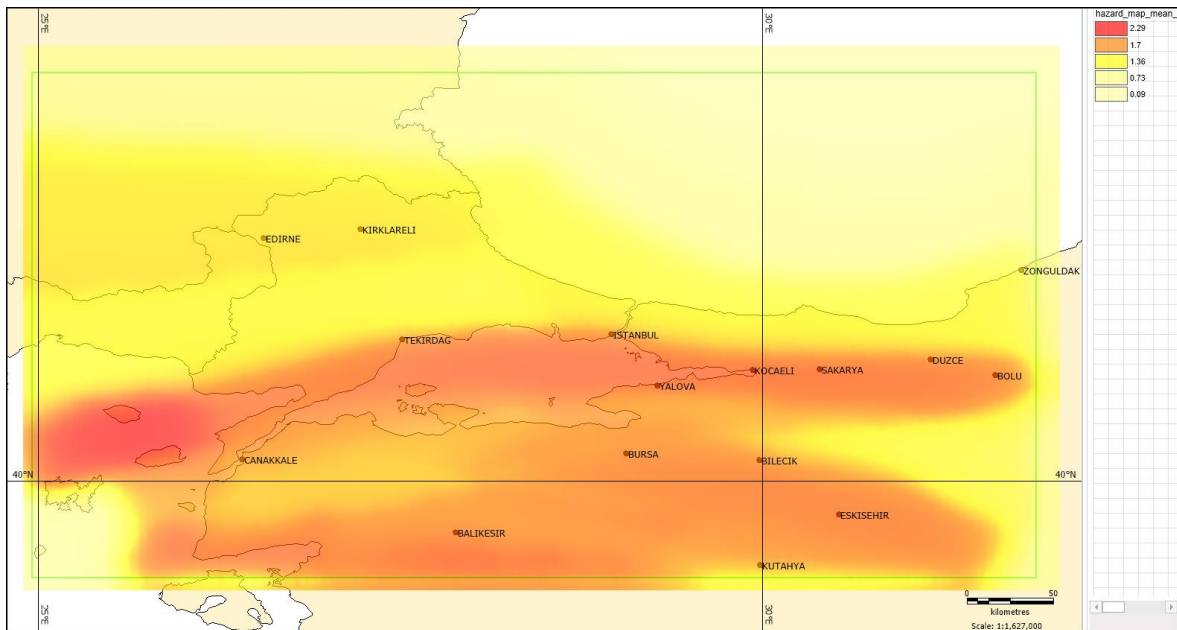 25°E
30°E
hazard_map_mean_
2.29
1.7
1.36
0.73
0.09
KIRKLARELI
EDIRNE
ZONGULDAK
ISTANBUL
TEKIRDAG
DUZCE
KOCAELI
SAKARYA
BOLU
YALOVA
BURSA
CANAKKALE
BILECIK
40°N
40°N
ESKISEHIR
BALIKESIR
KUTAHYA
0
50
kilometres
Scale: 1:1,627,000
25°E
30°E